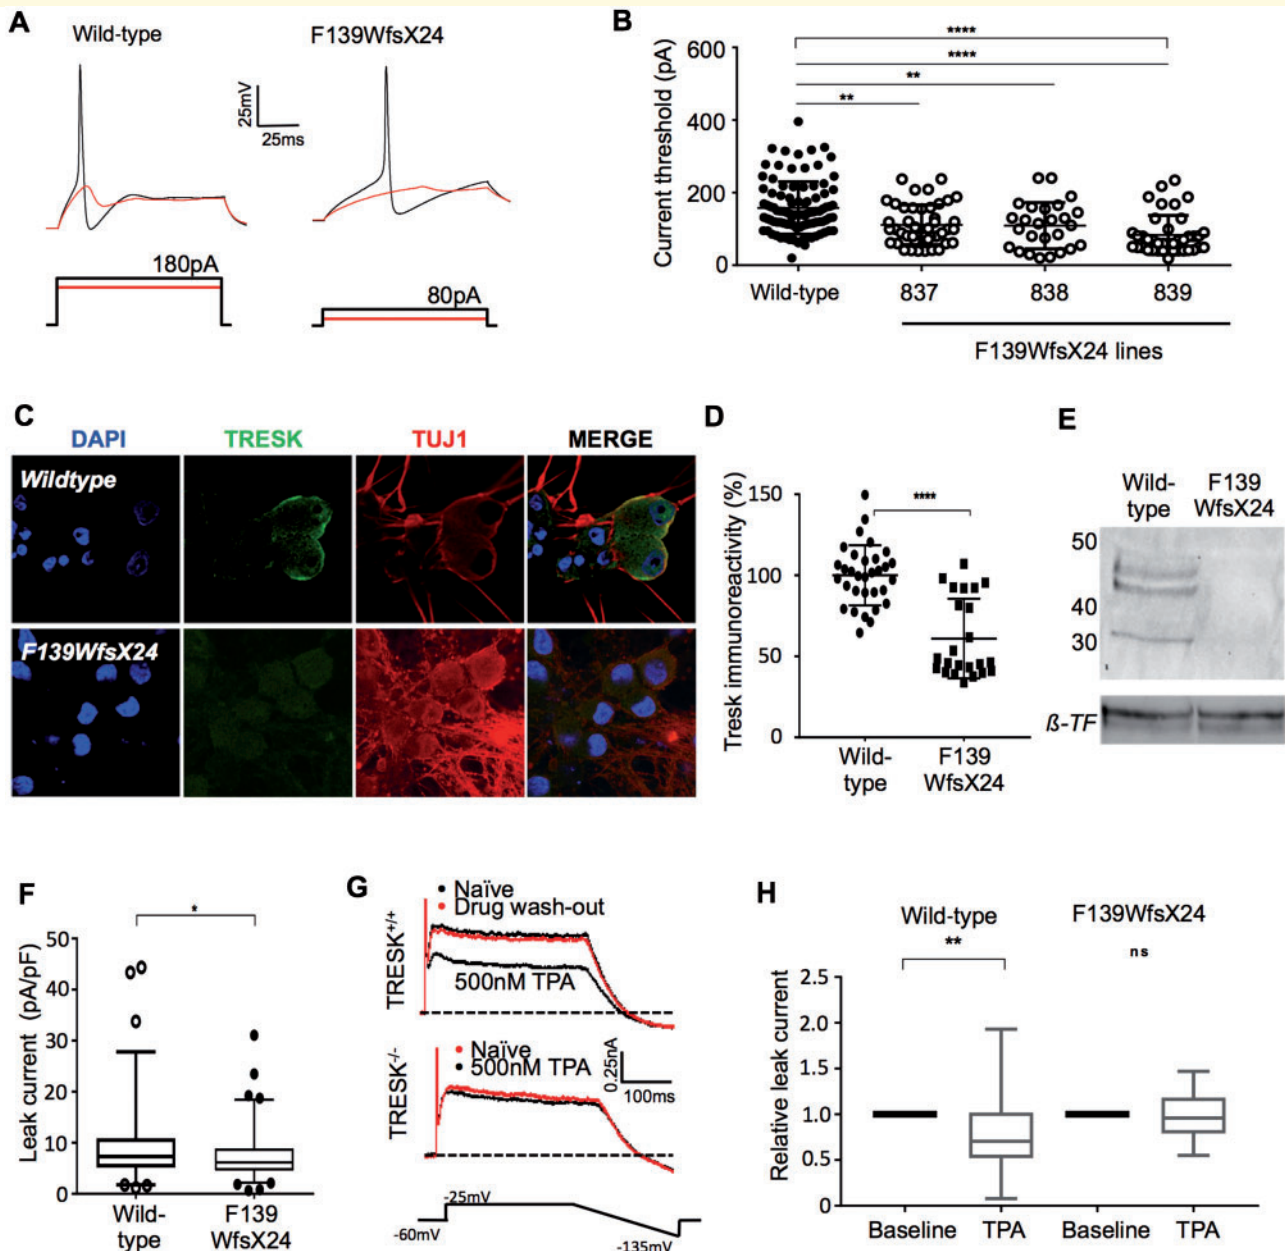 A
Wild-type
F139WfsX24
25mV
25ms
180pA
80pA
B
Current threshold (pA)
600
400
200
0
****
****
**
**
Wild-type
837
838
839
F139WfsX24 lines
C
DAPI
TRESK
TUJ1
MERGE
Wildtype
F139WfsX24
D
Tresk immunoreactivity (%)
150
100
50
0
****
Wild-
type
F139
WfsX24
E
Wild-
type
F139
WfsX24
50
40
30
ß-TF
F
Leak current (pA/pF)
50
40
30
20
10
0
*
Wild-
type
F139
WfsX24
G
TRESK+/+
Naïve
Drug wash-out
500nM TPA
TRESK-/-
Naïve
500nM TPA
0.25nA
100ms
-25mV
-60mV
-135mV
H
Wild-type
F139WfsX24
**
ns
Relative leak current
2.5
2.0
1.5
1.0
0.5
0
Baseline
TPA
Baseline
TPA